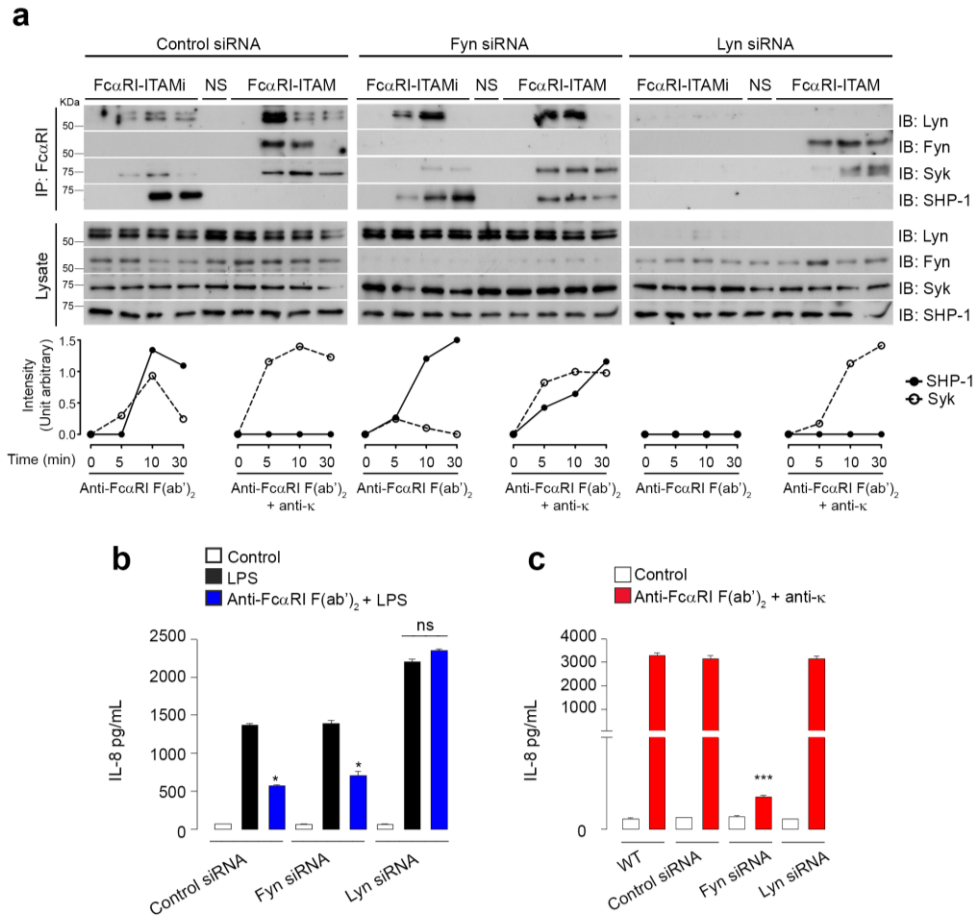 a
Control siRNA Fyn siRNA Lyn siRNA
FcαRI-ITAMi NS FcαRI-ITAM FcαRI-ITAMi NS FcαRI-ITAM FcαRI-ITAMi NS FcαRI-ITAM
KDa
IP: FcαRI
50 IB: Lyn
50 IB: Fyn
75 IB: Syk
75 IB: SHP-1
Lysate
50 IB: Lyn
50 IB: Fyn
75 IB: Syk
75 IB: SHP-1
Intensity
(Unit arbitrary)
1.5
1.0
0.5
0.0
SHP-1
Syk
Time (min) 0 5 10 30 0 5 10 30 0 5 10 30 0 5 10 30 0 5 10 30 0 5 10 30
Anti-FcαRI F(ab')₂ Anti-FcαRI F(ab')₂ Anti-FcαRI F(ab')₂ Anti-FcαRI F(ab')₂ Anti-FcαRI F(ab')₂ Anti-FcαRI F(ab')₂
+ anti-κ + anti-κ + anti-κ
b
Control
LPS
Anti-FcαRI F(ab')₂ + LPS
ns
IL-8 pg/mL
2500
2000
1500
1000
500
0
* *
Control siRNA Fyn siRNA Lyn siRNA
c
Control
Anti-FcαRI F(ab')₂ + anti-κ
IL-8 pg/mL
4000
3000
2000
1000
0
***
WT Control siRNA Fyn siRNA Lyn siRNA